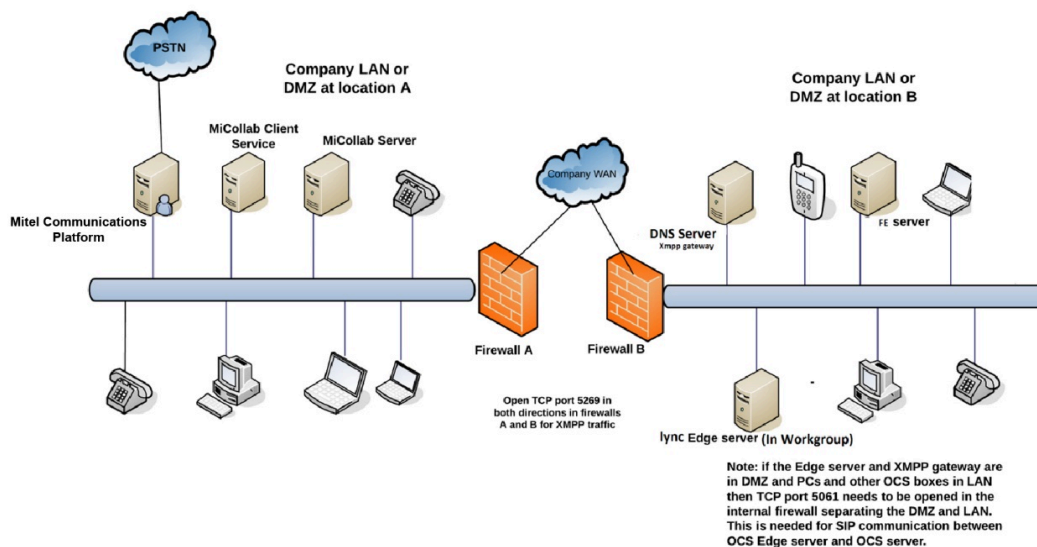 PSTN
Company LAN or
DMZ at location A
Company LAN or
DMZ at location B
MiCollab Client
Service
MiCollab Server
Mitel Communications
Platform
Company WAN
DNS Server
Xmpp gateway
FE server
Firewall A
Firewall B
Open TCP port 5269 in
both directions in firewalls
A and B for XMPP traffic
lync Edge server (In Workgroup)
Note: if the Edge server and XMPP gateway are
in DMZ and PCs and other OCS boxes in LAN
then TCP port 5061 needs to be opened in the
internal firewall separating the DMZ and LAN.
This is needed for SIP communication between
OCS Edge server and OCS server.